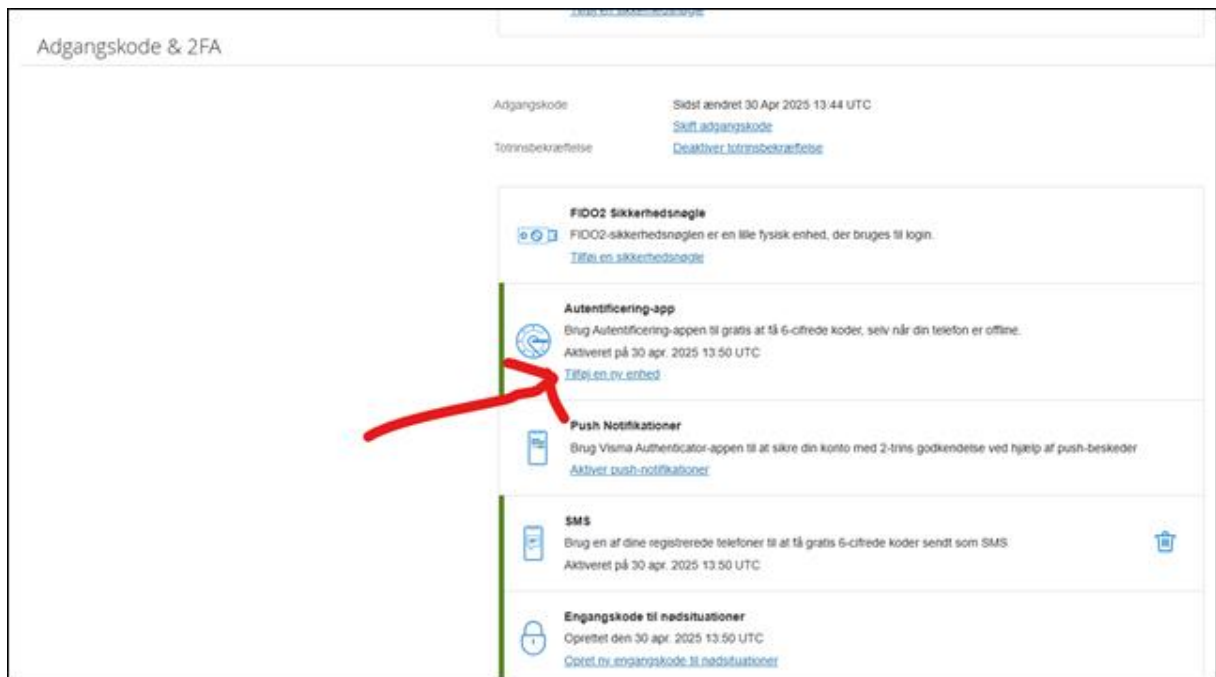 Tilføj en sikkerhedsnøgle
Adgangskode & 2FA
Adgangskode
Sidst ændret 30 Apr 2025 13:44 UTC
Skift adgangskode
Totrinsbekræftelse
Deaktiver totrinsbekræftelse
FIDO2 Sikkerhedsnøgle
FIDO2-sikkerhedsnøglen er en lille fysisk enhed, der bruges til login.
Tilføj en sikkerhedsnøgle
Autentificering-app
Brug Autentificering-appen til gratis at få 6-cifrede koder, selv når din telefon er offline.
Aktiveret på 30 apr. 2025 13:50 UTC
Tilføj en ny enhed
Push Notifikationer
Brug Visma Authenticator-appen til at sikre din konto med 2-trins godkendelse ved hjælp af push-beskeder
Aktiver push-notifikationer
SMS
Brug en af dine registrerede telefoner til at få gratis 6-cifrede koder sendt som SMS
Aktiveret på 30 apr. 2025 13:50 UTC
Engangskode til nødsituationer
Oprettet den 30 apr. 2025 13:50 UTC
Opret ny engangskode til nødsituationer